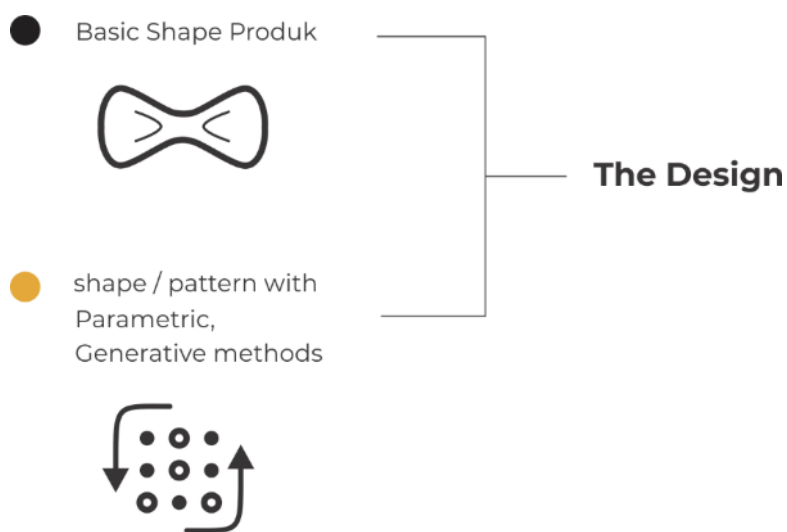 Basic Shape Produk
The Design
shape / pattern with
Parametric,
Generative methods